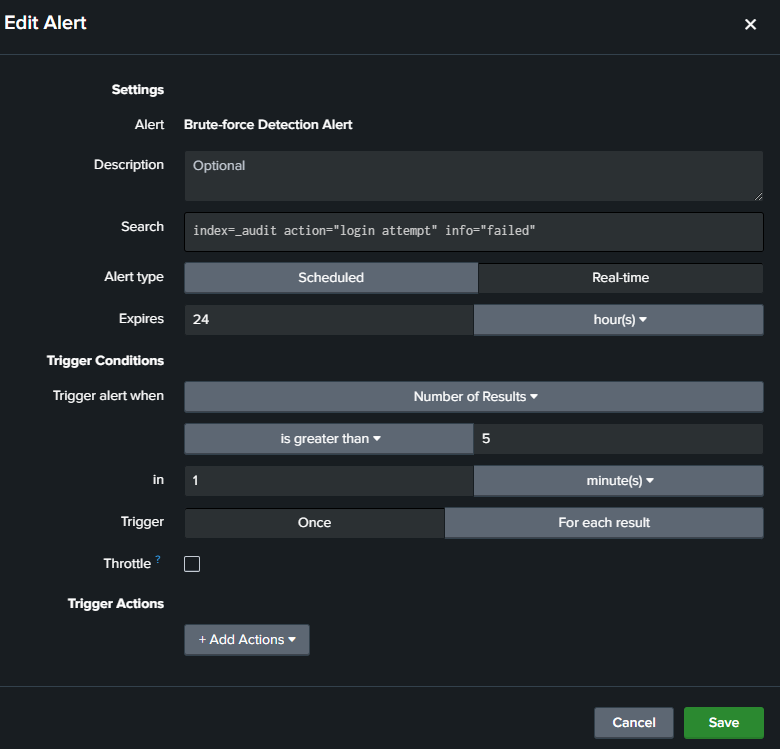 Edit Alert ×
Settings
Alert Brute-force Detection Alert
Description Optional
Search index=_audit action="login attempt" info="failed"
Alert type Scheduled Real-time
Expires 24 hour(s)
Trigger Conditions
Trigger alert when Number of Results
is greater than 5
in 1 minute(s)
Trigger Once For each result
Throttle ?
Trigger Actions
+ Add Actions
Cancel Save